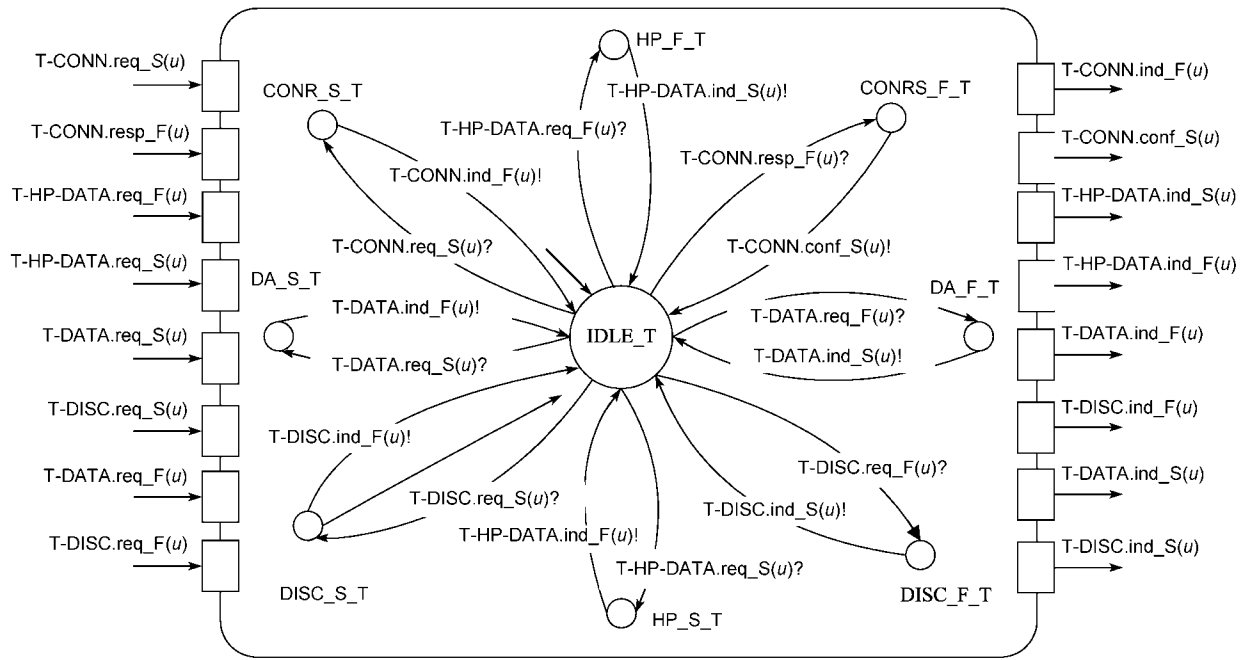 HP_F_T
T-CONN.req_S(u)
T-CONN.ind_F(u)
CONR_S_T
T-HP-DATA.ind_S(u)!
CONRS_F_T
T-CONN.resp_F(u)
T-HP-DATA.req_F(u)?
T-CONN.conf_S(u)
T-CONN.resp_F(u)?
T-CONN.ind_F(u)!
T-HP-DATA.req_F(u)
T-HP-DATA.ind_S(u)
T-CONN.req_S(u)?
T-CONN.conf_S(u)!
T-HP-DATA.req_S(u)
T-HP-DATA.ind_F(u)
DA_S_T
DA_F_T
T-DATA.ind_F(u)!
T-DATA.req_F(u)?
T-DATA.req_S(u)
IDLE_T
T-DATA.ind_F(u)
T-DATA.req_S(u)?
T-DATA.ind_S(u)!
T-DISC.req_S(u)
T-DISC.ind_F(u)
T-DISC.ind_F(u)!
T-DISC.req_F(u)?
T-DATA.req_F(u)
T-DATA.ind_S(u)
T-DISC.req_S(u)?
T-DISC.ind_S(u)!
T-HP-DATA.ind_F(u)!
T-DISC.req_F(u)
T-DISC.ind_S(u)
T-HP-DATA.req_S(u)?
DISC_S_T
DISC_F_T
HP_S_T